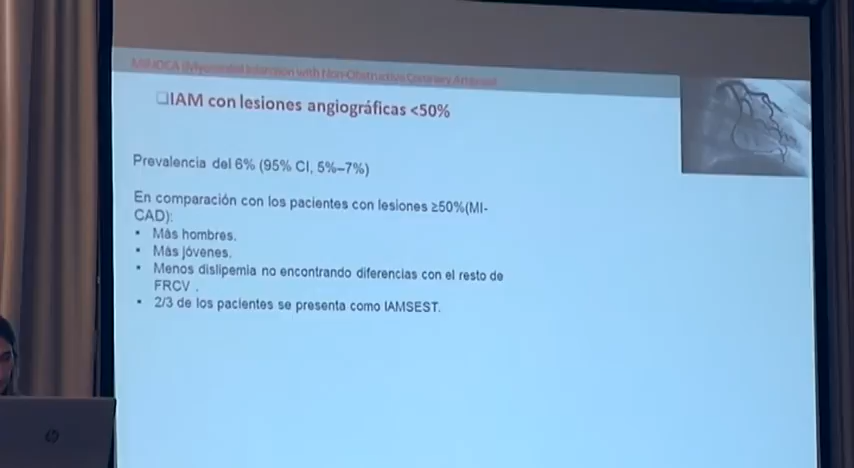 MINOCA (Myocardial Infarction with Non-Obstructive Coronary Arteries)
❑IAM con lesiones angiográficas <50%
Prevalencia del 6% (95% CI, 5%–7%)
En comparación con los pacientes con lesiones ≥50%(MI-
CAD):
• Más hombres.
• Más jóvenes.
• Menos dislipemia no encontrando diferencias con el resto de
FRCV .
• 2/3 de los pacientes se presenta como IAMSEST.
hp